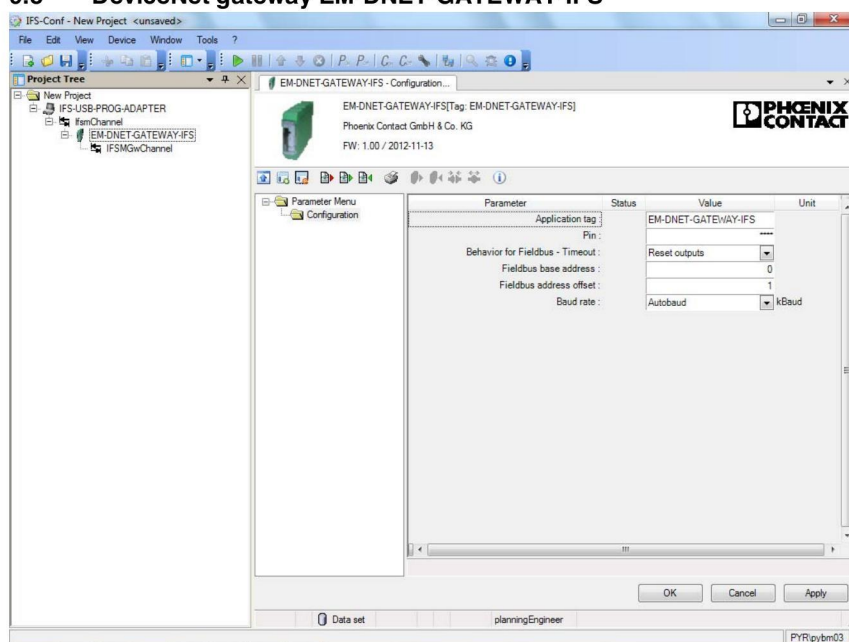 DeviceNet gateway EM-DNET-GATEWAY-IFS
IFS-Conf - New Project <unsaved>
File Edit View Device Window Tools ?
Project Tree
New Project
IFS-USB-PROG-ADAPTER
IfsmChannel
EM-DNET-GATEWAY-IFS
IFSMGwChannel
EM-DNET-GATEWAY-IFS - Configuration...
EM-DNET-GATEWAY-IFS[Tag: EM-DNET-GATEWAY-IFS]
Phoenix Contact GmbH & Co. KG
FW: 1.00 / 2012-11-13
PHŒNIX
CONTACT
Parameter Menu
Configuration
Parameter Status Value Unit
Application tag : EM-DNET-GATEWAY-IFS
Pin : ****
Behavior for Fieldbus - Timeout : Reset outputs
Fieldbus base address : 0
Fieldbus address offset : 1
Baud rate : Autobaud kBaud
OK Cancel Apply
Data set planningEngineer
PYR\pybm03